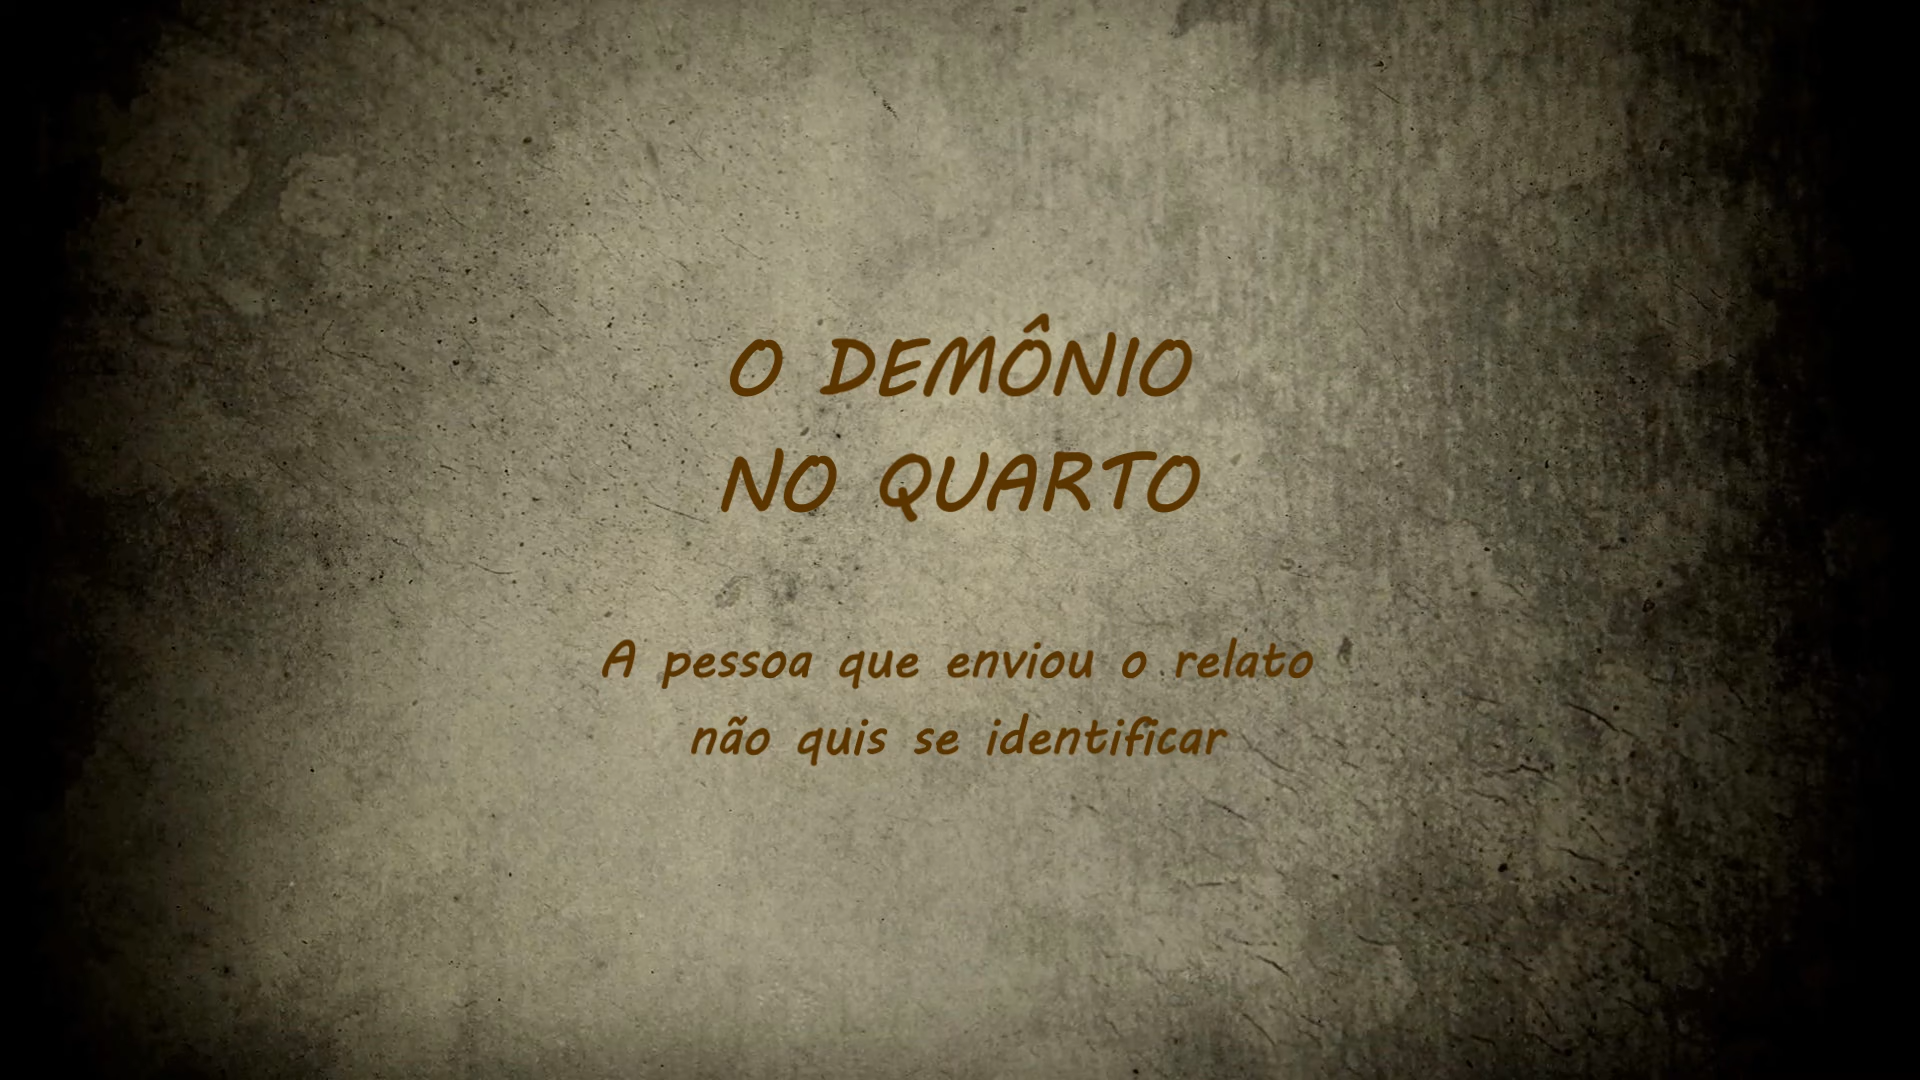 O DEMÔNIO
NO QUARTO
A pessoa que enviou o relato
não quis se identificar